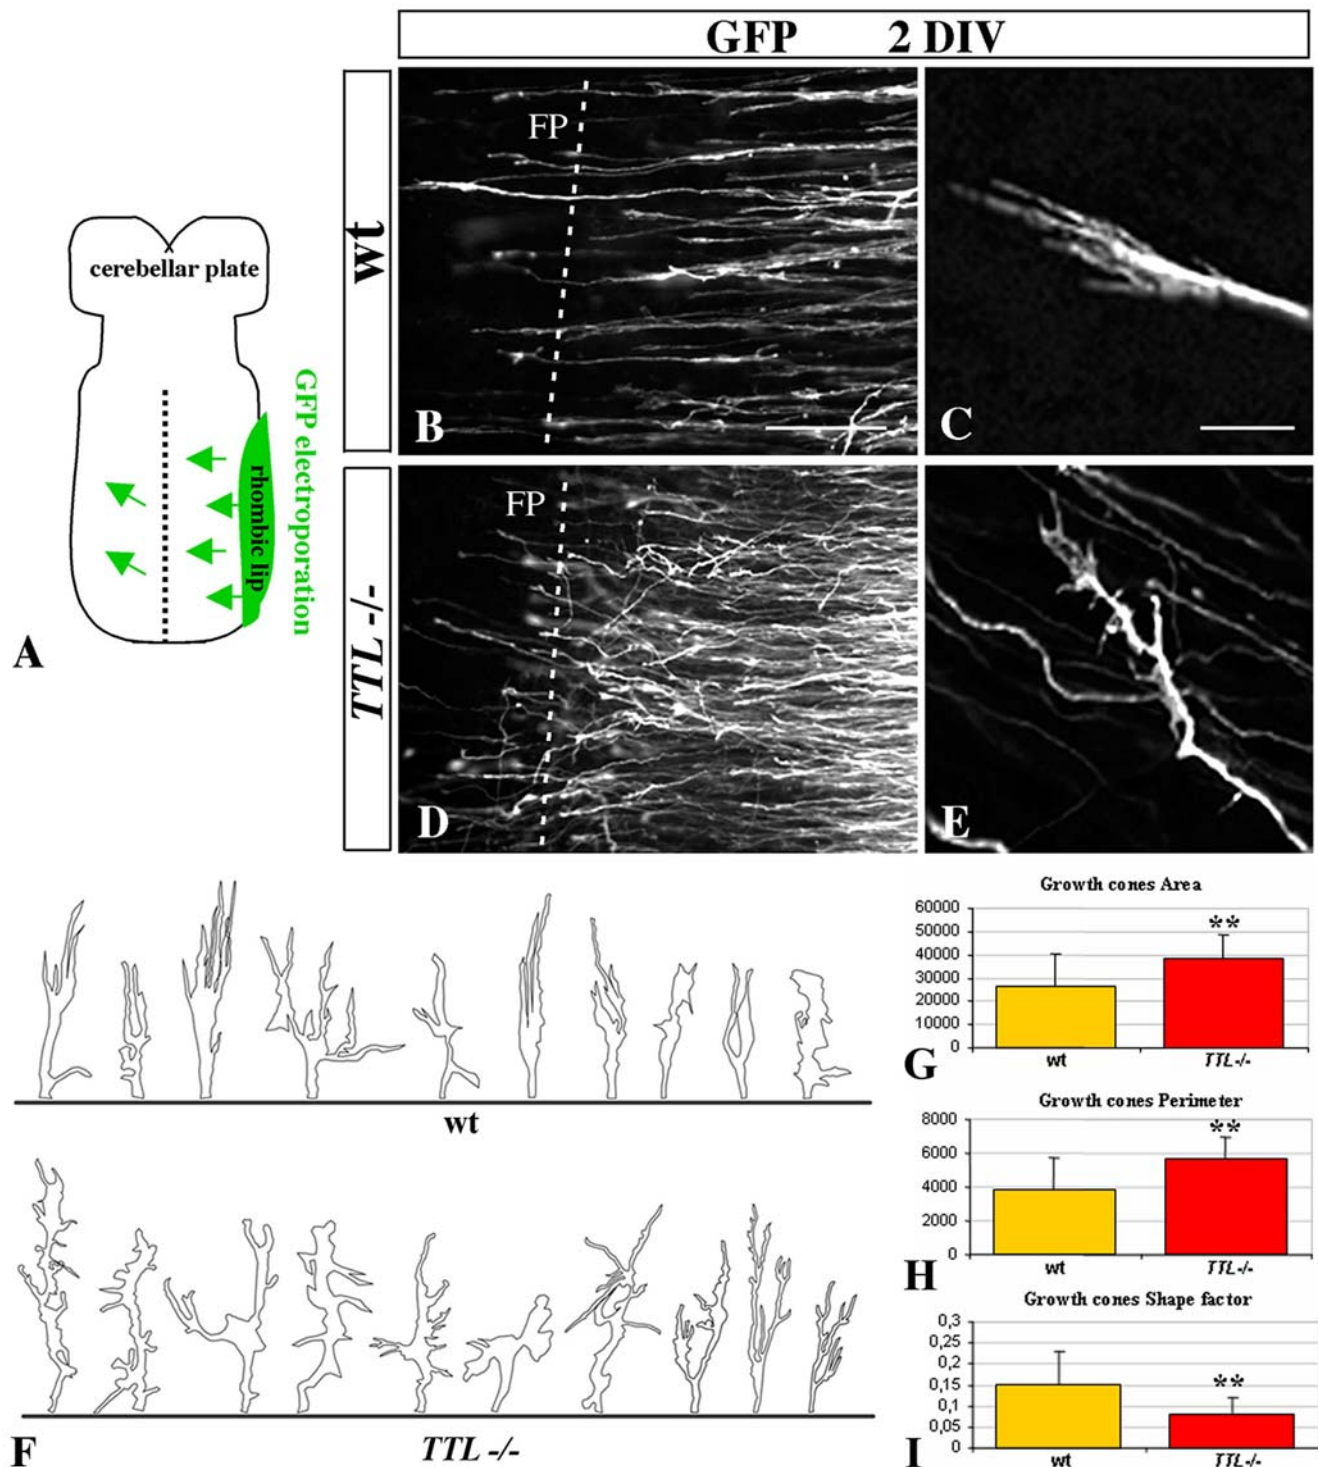 GFP 2 DIV
wt
FP
B
C
cerebellar plate
GFP electroporation
rhombic lip
A
TTL -/-
FP
D
E
wt
TTL -/-
F
Growth cones Area
60000
50000
40000
30000
20000
10000
0
**
wt
TTL-/-
G
Growth cones Perimeter
8000
6000
4000
2000
0
**
wt
TTL-/-
H
Growth cones Shape factor
0,3
0,25
0,2
0,15
0,1
0,05
0
**
wt
TTL-/-
I